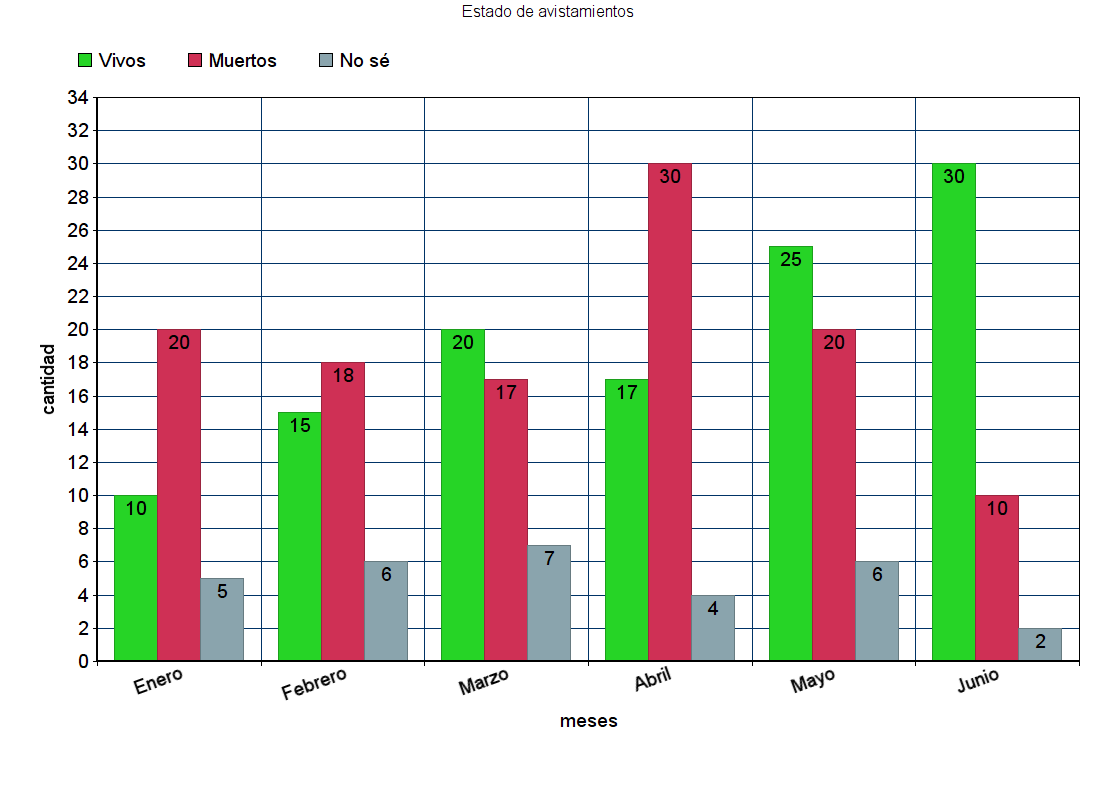 Estado de avistamientos
Vivos Muertos No sé
34
32
30
28
26
24
22
20
18
16
14
12
10
8
6
4
2
0
cantidad
10 20 5
15 18 6
20 17 7
17 30 4
25 20 6
30 10 2
Enero Febrero Marzo Abril Mayo Junio
meses